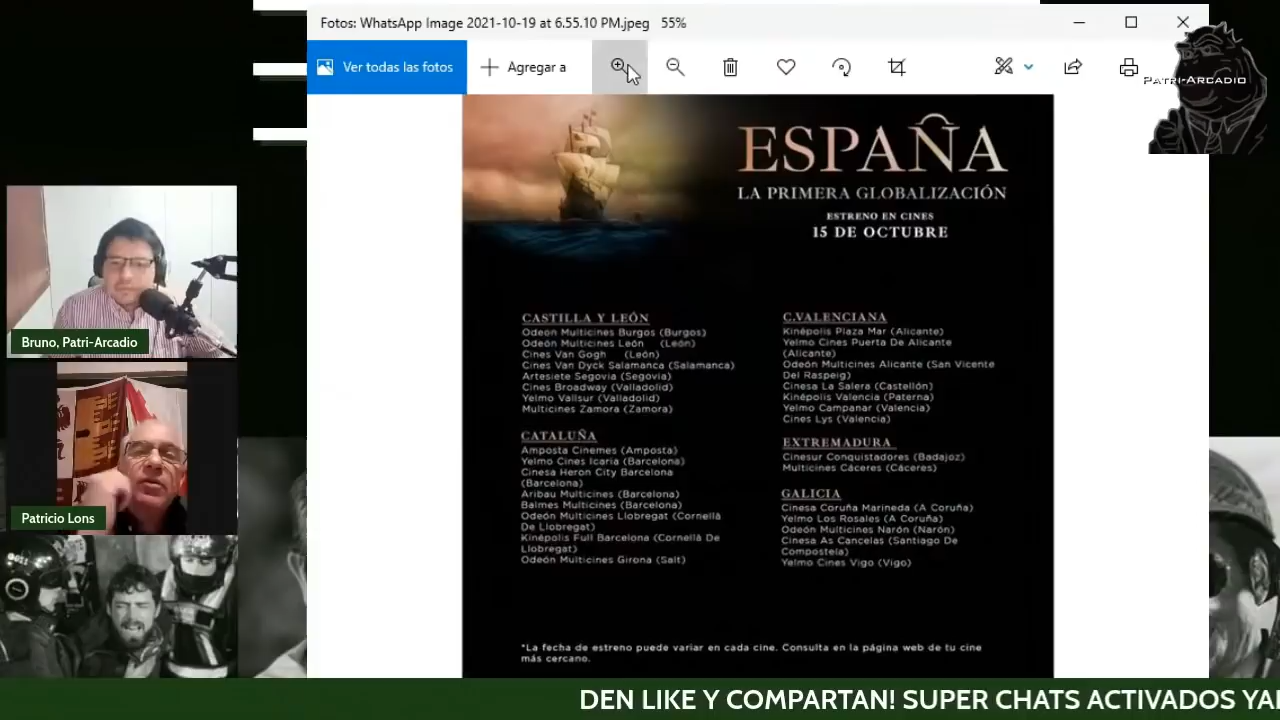 Fotos: WhatsApp Image 2021-10-19 at 6.55.10 PM.jpeg 55%
Ver todas las fotos
Agregar a
PATRI-ARCADIO
ESPAÑA
LA PRIMERA GLOBALIZACIÓN
ESTRENO EN CINES
15 DE OCTUBRE
CASTILLA Y LEÓN
Odeon Multicines Burgos (Burgos)
Odeón Multicines León (León)
Cines Van Gogh (León)
Cines Van Dyck Salamanca (Salamanca)
Artesiete Segovia (Segovia)
Cines Broadway (Valladolid)
Yelmo Vallsur (Valladolid)
Multicines Zamora (Zamora)
CATALUÑA
Amposta Cinemes (Amposta)
Yelmo Cines Icaria (Barcelona)
Cinesa Heron City Barcelona
(Barcelona)
Aribau Multicines (Barcelona)
Balmes Multicines (Barcelona)
Odeón Multicines Llobregat (Cornellà
De Llobregat)
Kinépolis Full Barcelona (Cornellà De
Llobregat)
Odeón Multicines Girona (Salt)
C.VALENCIANA
Kinépolis Plaza Mar (Alicante)
Yelmo Cines Puerta De Alicante
(Alicante)
Odeón Multicines Alicante (San Vicente
Del Raspeig)
Cinesa La Salera (Castellón)
Kinépolis Valencia (Paterna)
Yelmo Campanar (Valencia)
Cines Lys (Valencia)
EXTREMADURA
Cinesur Conquistadores (Badajoz)
Multicines Cáceres (Cáceres)
GALICIA
Cinesa Coruña Marineda (A Coruña)
Yelmo Los Rosales (A Coruña)
Odeón Multicines Narón (Narón)
Cinesa As Cancelas (Santiago De
Compostela)
Yelmo Cines Vigo (Vigo)
*La fecha de estreno puede variar en cada cine. Consulta en la página web de tu cine
más cercano.
Bruno, Patri-Arcadio
Patricio Lons
DEN LIKE Y COMPARTAN! SUPER CHATS ACTIVADOS YA